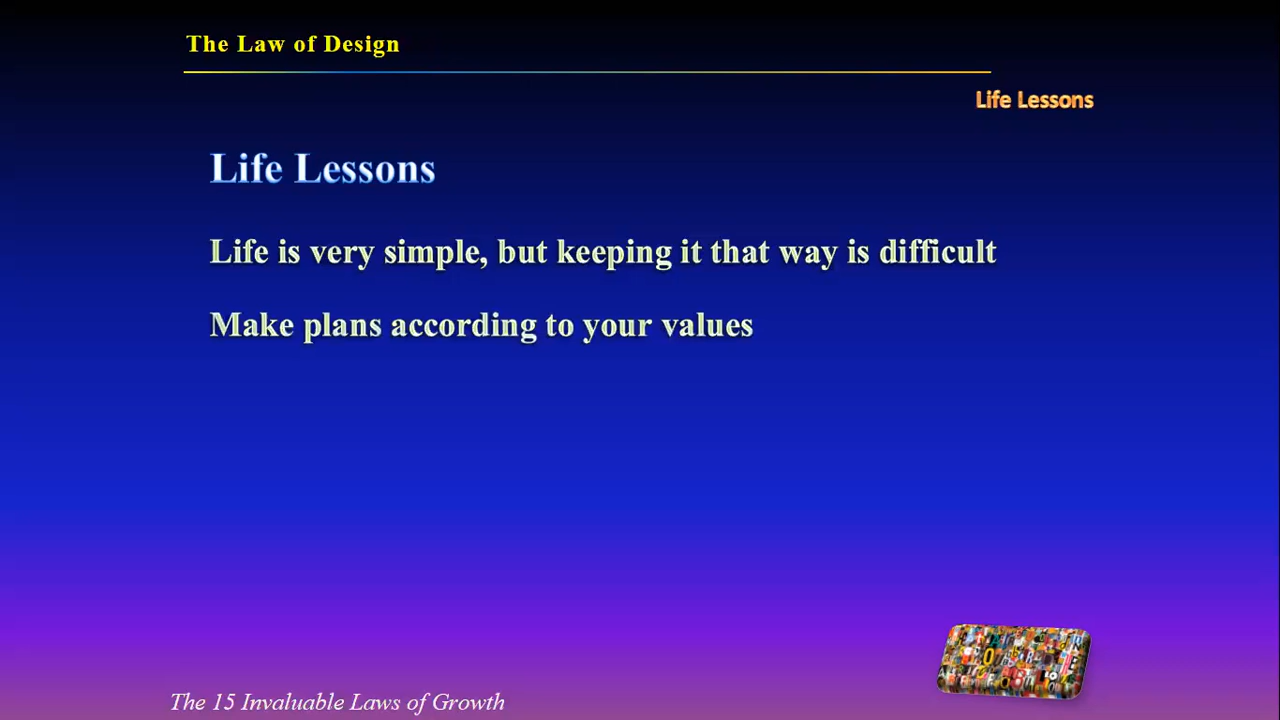 The Law of Design
Life Lessons
Life Lessons
Life is very simple, but keeping it that way is difficult
Make plans according to your values
The 15 Invaluable Laws of Growth